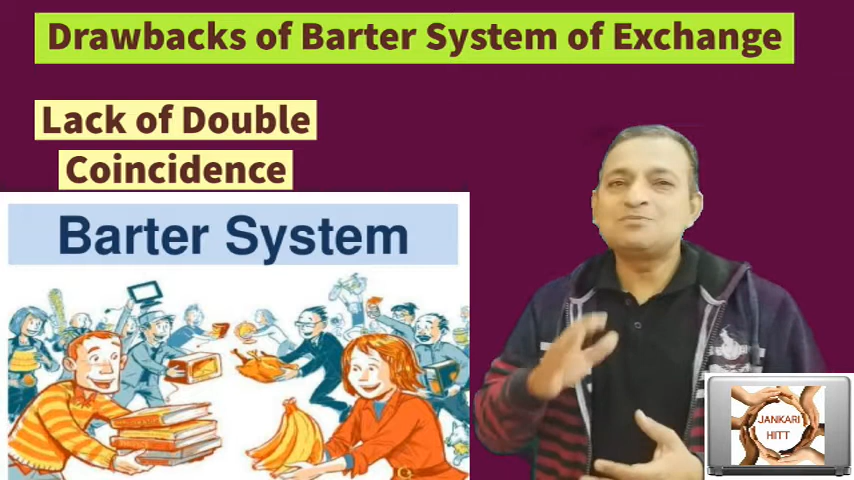 Drawbacks of Barter System of Exchange
Lack of Double
Coincidence
Barter System
JANKARI
HITT